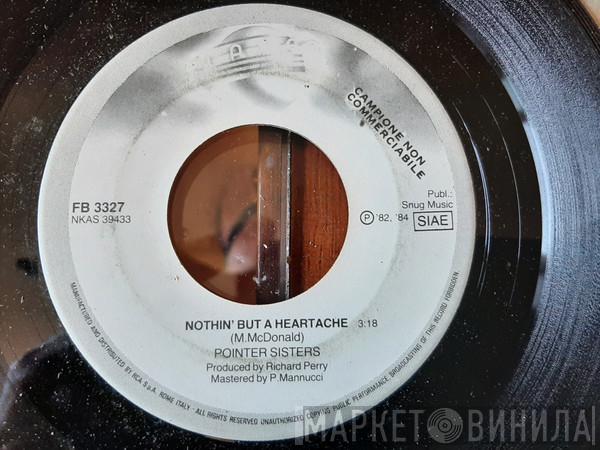 PLANET
CAMPIONE NON
COMMERCIABILE
FB 3327
NKAS 39433
Publ.:
Snug Music
Ⓟ '82, '84 SIAE
NOTHIN' BUT A HEARTACHE 3:18
(M.McDonald)
POINTER SISTERS
Produced by Richard Perry
Mastered by P.Mannucci
MANUFACTURED AND DISTRIBUTED BY RCA S.p.A. ROME ITALY - ALL RIGHTS RESERVED UNAUTHORIZED COPYING PUBLIC PERFORMANCE BROADCASTING OF THIS RECORD FORBIDDEN
МАРКЕТ ВИНИЛА